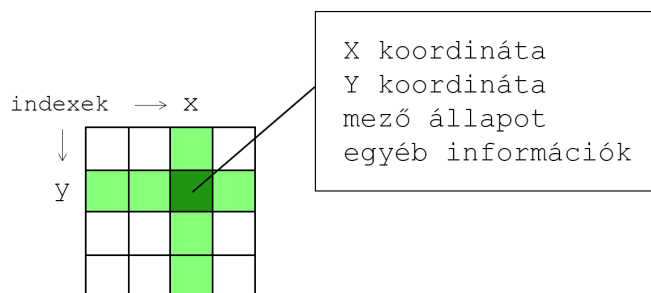 X koordináta
Y koordináta
mező állapot
egyéb információk
indexek → x
↓
y